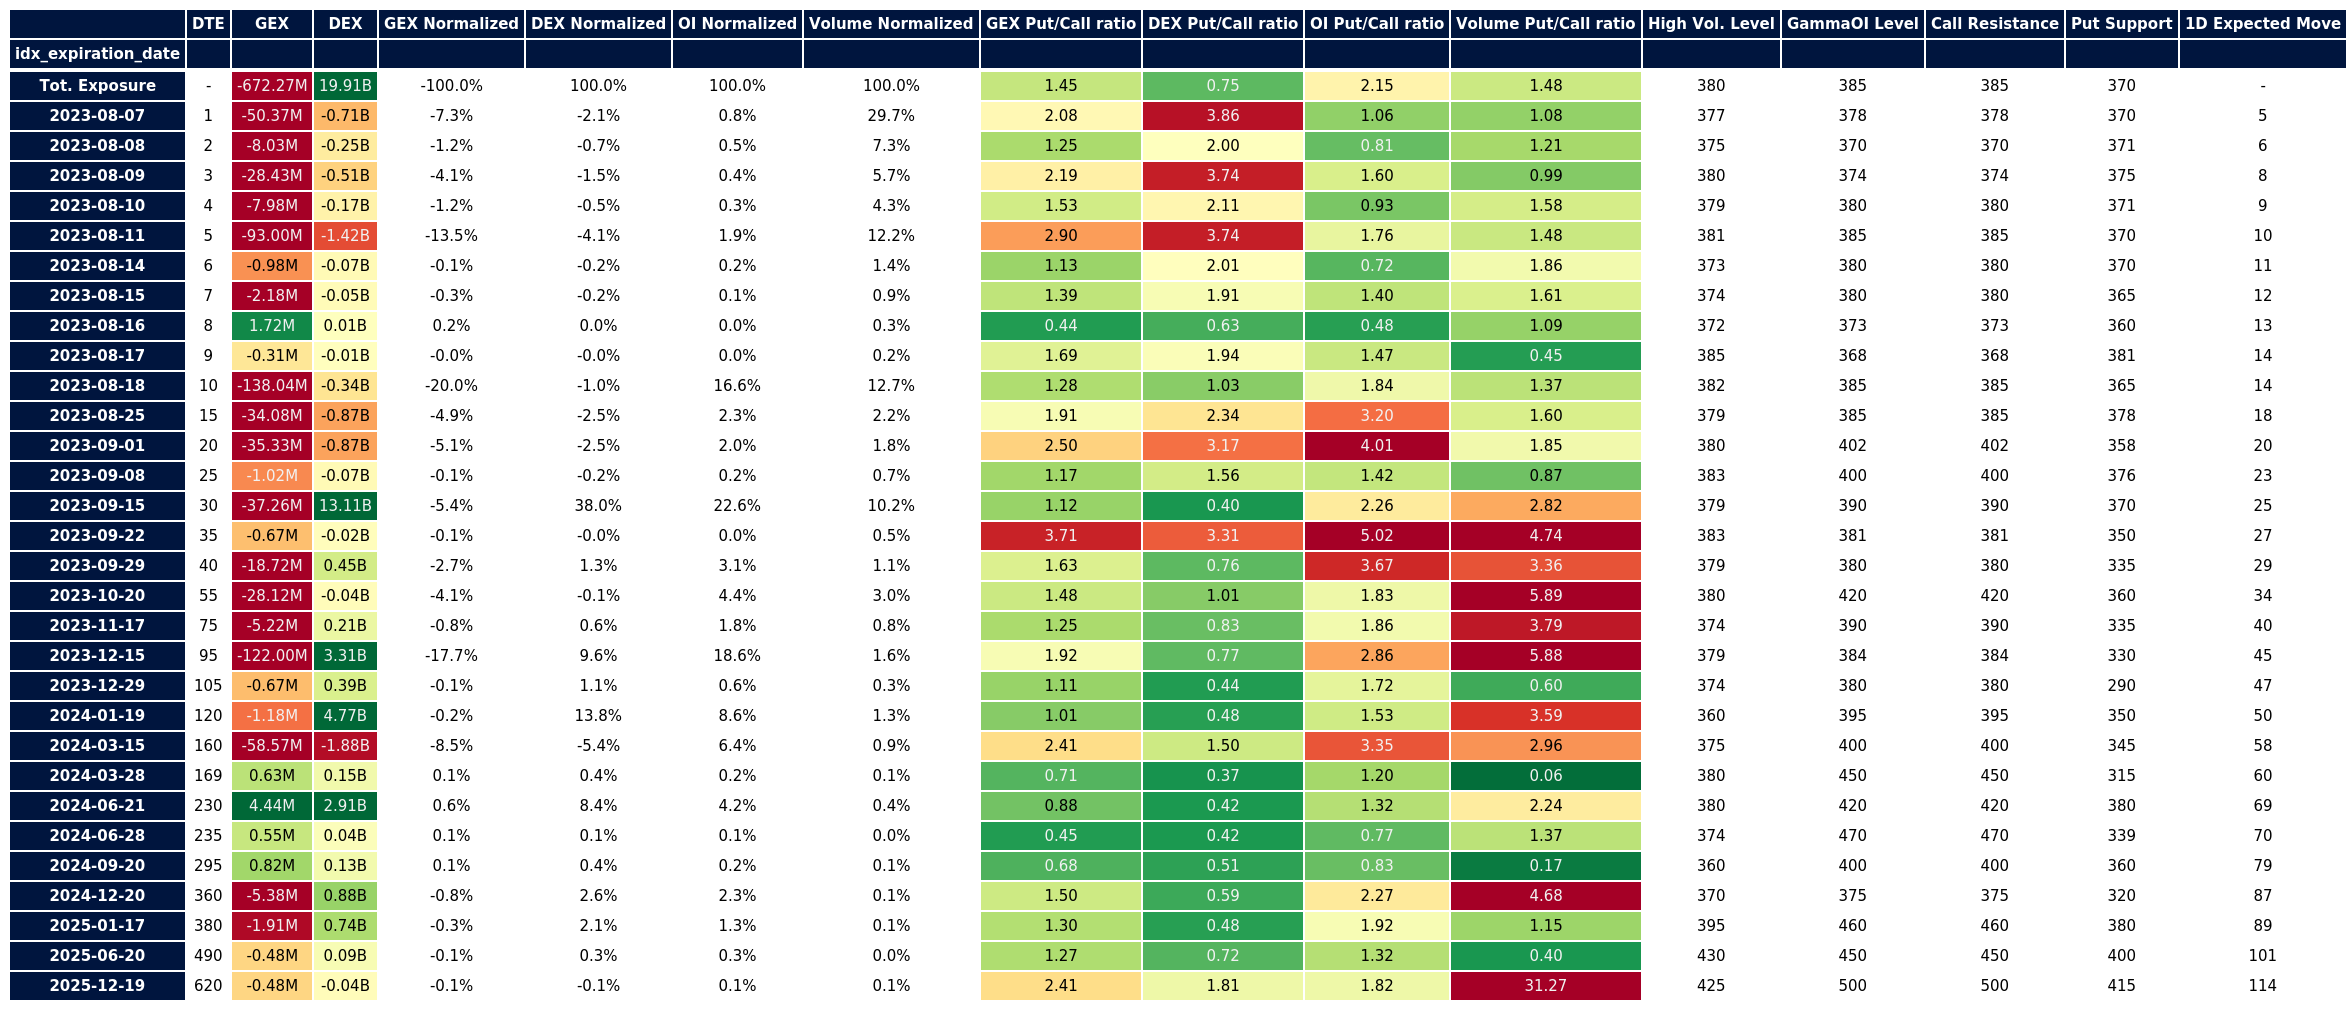 DTE GEX DEX GEX Normalized DEX Normalized OI Normalized Volume Normalized GEX Put/Call ratio DEX Put/Call ratio OI Put/Call ratio Volume Put/Call ratio High Vol. Level GammaOI Level Call Resistance Put Support 1D Expected Move
idx_expiration_date
Tot. Exposure - -672.27M 19.91B -100.0% 100.0% 100.0% 100.0% 1.45 0.75 2.15 1.48 380 385 385 370 -
2023-08-07 1 -50.37M -0.71B -7.3% -2.1% 0.8% 29.7% 2.08 3.86 1.06 1.08 377 378 378 370 5
2023-08-08 2 -8.03M -0.25B -1.2% -0.7% 0.5% 7.3% 1.25 2.00 0.81 1.21 375 370 370 371 6
2023-08-09 3 -28.43M -0.51B -4.1% -1.5% 0.4% 5.7% 2.19 3.74 1.60 0.99 380 374 374 375 8
2023-08-10 4 -7.98M -0.17B -1.2% -0.5% 0.3% 4.3% 1.53 2.11 0.93 1.58 379 380 380 371 9
2023-08-11 5 -93.00M -1.42B -13.5% -4.1% 1.9% 12.2% 2.90 3.74 1.76 1.48 381 385 385 370 10
2023-08-14 6 -0.98M -0.07B -0.1% -0.2% 0.2% 1.4% 1.13 2.01 0.72 1.86 373 380 380 370 11
2023-08-15 7 -2.18M -0.05B -0.3% -0.2% 0.1% 0.9% 1.39 1.91 1.40 1.61 374 380 380 365 12
2023-08-16 8 1.72M 0.01B 0.2% 0.0% 0.0% 0.3% 0.44 0.63 0.48 1.09 372 373 373 360 13
2023-08-17 9 -0.31M -0.01B -0.0% -0.0% 0.0% 0.2% 1.69 1.94 1.47 0.45 385 368 368 381 14
2023-08-18 10 -138.04M -0.34B -20.0% -1.0% 16.6% 12.7% 1.28 1.03 1.84 1.37 382 385 385 365 14
2023-08-25 15 -34.08M -0.87B -4.9% -2.5% 2.3% 2.2% 1.91 2.34 3.20 1.60 379 385 385 378 18
2023-09-01 20 -35.33M -0.87B -5.1% -2.5% 2.0% 1.8% 2.50 3.17 4.01 1.85 380 402 402 358 20
2023-09-08 25 -1.02M -0.07B -0.1% -0.2% 0.2% 0.7% 1.17 1.56 1.42 0.87 383 400 400 376 23
2023-09-15 30 -37.26M 13.11B -5.4% 38.0% 22.6% 10.2% 1.12 0.40 2.26 2.82 379 390 390 370 25
2023-09-22 35 -0.67M -0.02B -0.1% -0.0% 0.0% 0.5% 3.71 3.31 5.02 4.74 383 381 381 350 27
2023-09-29 40 -18.72M 0.45B -2.7% 1.3% 3.1% 1.1% 1.63 0.76 3.67 3.36 379 380 380 335 29
2023-10-20 55 -28.12M -0.04B -4.1% -0.1% 4.4% 3.0% 1.48 1.01 1.83 5.89 380 420 420 360 34
2023-11-17 75 -5.22M 0.21B -0.8% 0.6% 1.8% 0.8% 1.25 0.83 1.86 3.79 374 390 390 335 40
2023-12-15 95 -122.00M 3.31B -17.7% 9.6% 18.6% 1.6% 1.92 0.77 2.86 5.88 379 384 384 330 45
2023-12-29 105 -0.67M 0.39B -0.1% 1.1% 0.6% 0.3% 1.11 0.44 1.72 0.60 374 380 380 290 47
2024-01-19 120 -1.18M 4.77B -0.2% 13.8% 8.6% 1.3% 1.01 0.48 1.53 3.59 360 395 395 350 50
2024-03-15 160 -58.57M -1.88B -8.5% -5.4% 6.4% 0.9% 2.41 1.50 3.35 2.96 375 400 400 345 58
2024-03-28 169 0.63M 0.15B 0.1% 0.4% 0.2% 0.1% 0.71 0.37 1.20 0.06 380 450 450 315 60
2024-06-21 230 4.44M 2.91B 0.6% 8.4% 4.2% 0.4% 0.88 0.42 1.32 2.24 380 420 420 380 69
2024-06-28 235 0.55M 0.04B 0.1% 0.1% 0.1% 0.0% 0.45 0.42 0.77 1.37 374 470 470 339 70
2024-09-20 295 0.82M 0.13B 0.1% 0.4% 0.2% 0.1% 0.68 0.51 0.83 0.17 360 400 400 360 79
2024-12-20 360 -5.38M 0.88B -0.8% 2.6% 2.3% 0.1% 1.50 0.59 2.27 4.68 370 375 375 320 87
2025-01-17 380 -1.91M 0.74B -0.3% 2.1% 1.3% 0.1% 1.30 0.48 1.92 1.15 395 460 460 380 89
2025-06-20 490 -0.48M 0.09B -0.1% 0.3% 0.3% 0.0% 1.27 0.72 1.32 0.40 430 450 450 400 101
2025-12-19 620 -0.48M -0.04B -0.1% -0.1% 0.1% 0.1% 2.41 1.81 1.82 31.27 425 500 500 415 114